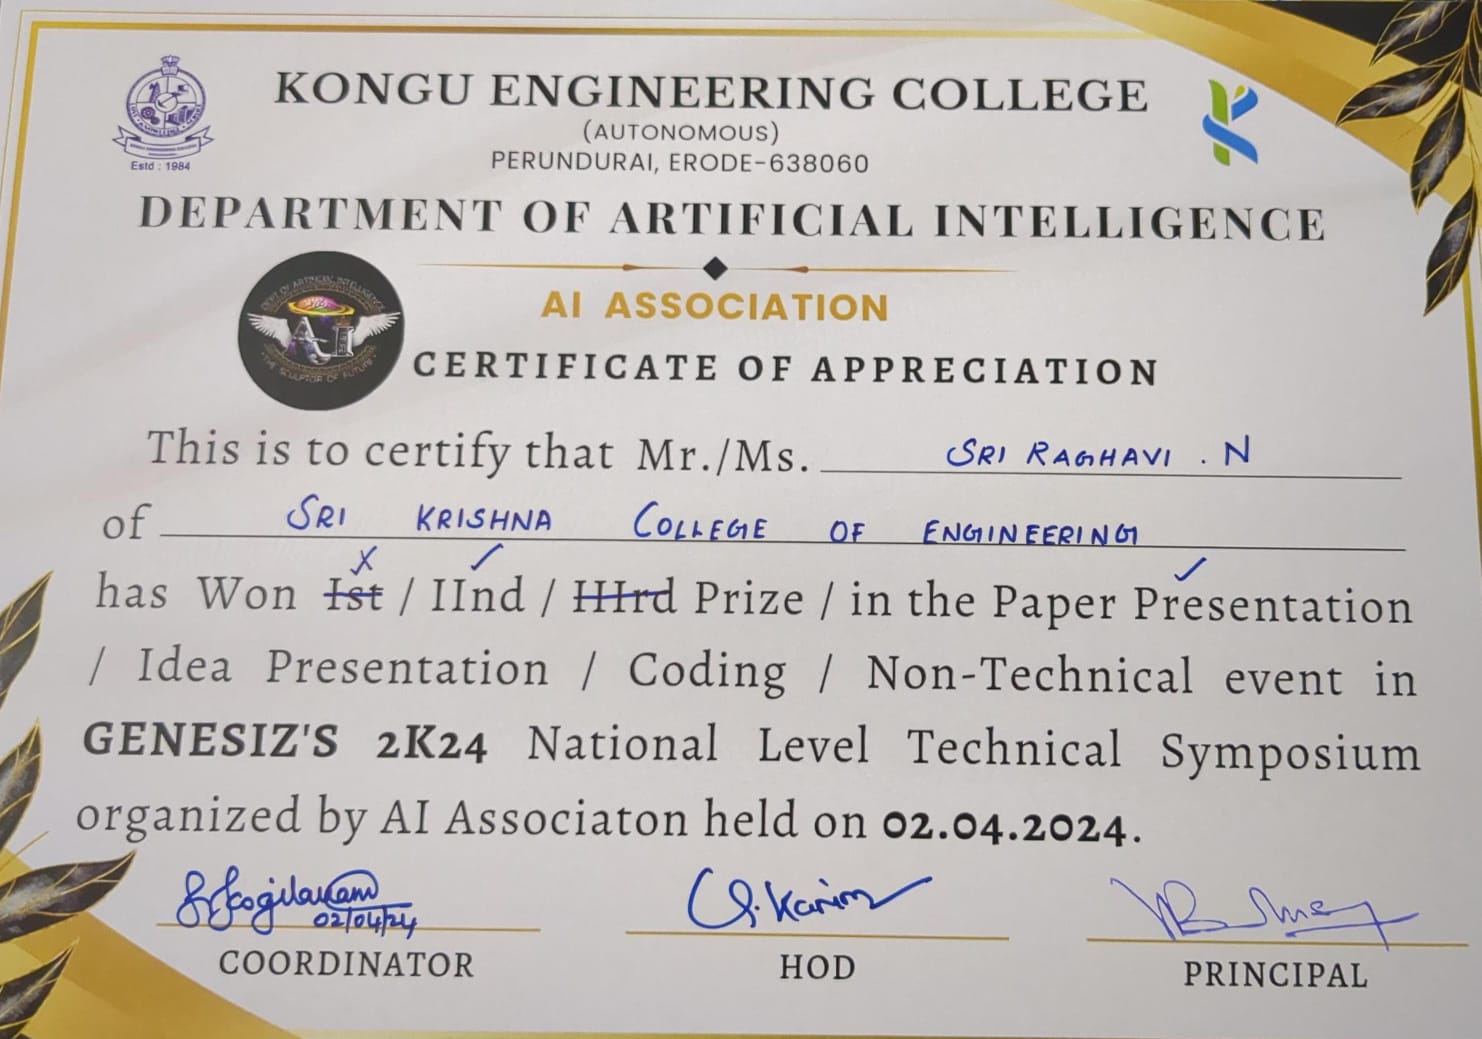 KONGU ENGINEERING COLLEGE
(AUTONOMOUS)
PERUNDURAI, ERODE-638060
Estd : 1984
DEPARTMENT OF ARTIFICIAL INTELLIGENCE
DEPT OF ARTIFICIAL INTELLIGENCE
AI
THE SCULPTOR OF FUTURE
AI ASSOCIATION
CERTIFICATE OF APPRECIATION
This is to certify that Mr./Ms. SRI RAGHAVI . N
of SRI KRISHNA COLLEGE OF ENGINEERING
has Won Ist / IInd / IIIrd Prize / in the Paper Presentation
/ Idea Presentation / Coding / Non-Technical event in
GENESIZ'S 2K24 National Level Technical Symposium
organized by AI Associaton held on 02.04.2024.
02/04/24
COORDINATOR
HOD
PRINCIPAL